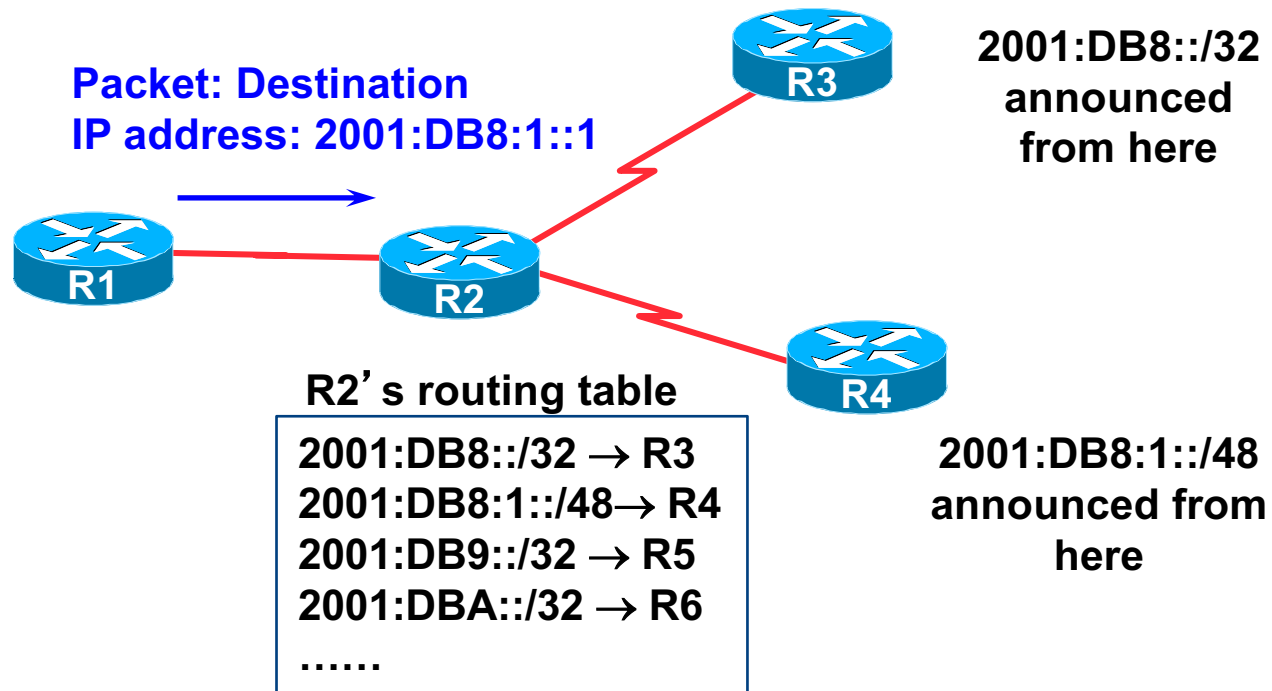 Packet: Destination
IP address: 2001:DB8:1::1
R3
2001:DB8::/32
announced
from here
R1
R2
R4
2001:DB8:1::/48
announced from
here
R2’s routing table
2001:DB8::/32 → R3
2001:DB8:1::/48→ R4
2001:DB9::/32 → R5
2001:DBA::/32 → R6
……